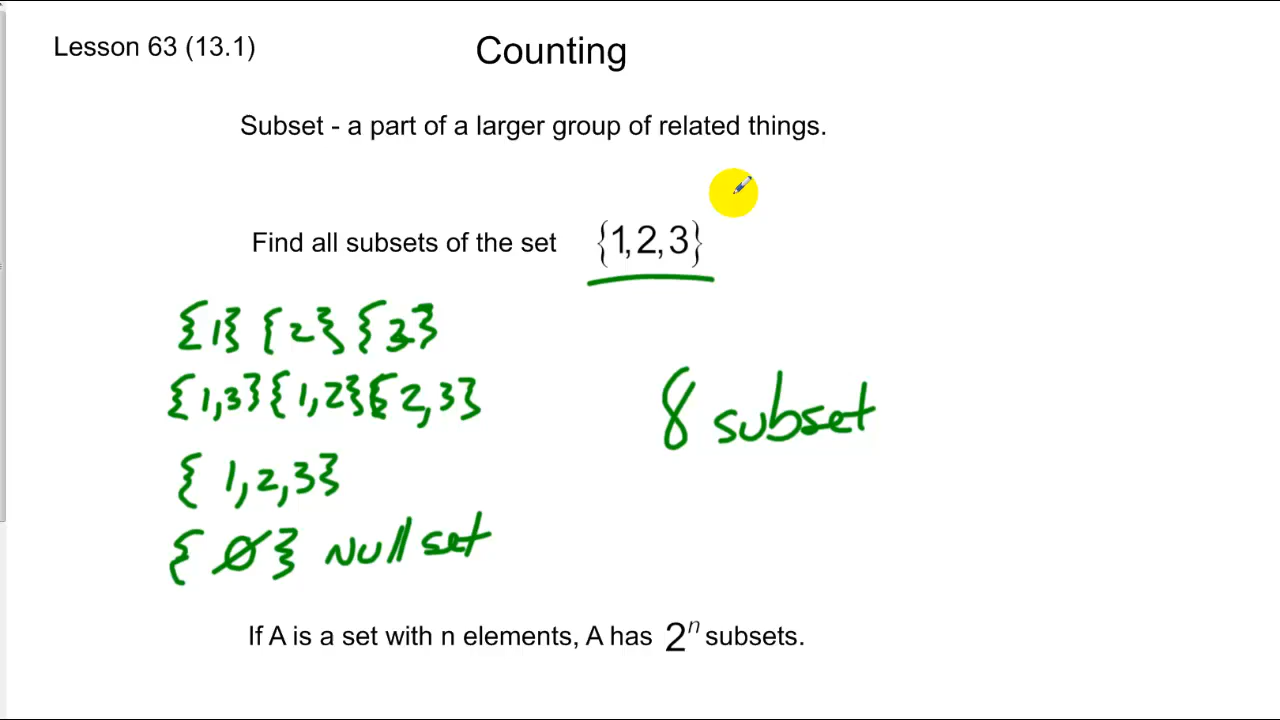 Lesson 63 (13.1)
Counting
Subset - a part of a larger group of related things.
Find all subsets of the set {1,2,3}
{1} {2} {3}
{1,3} {1,2} {2,3}
8 subset
{1,2,3}
{∅} Null set
If A is a set with n elements, A has 2ⁿ subsets.